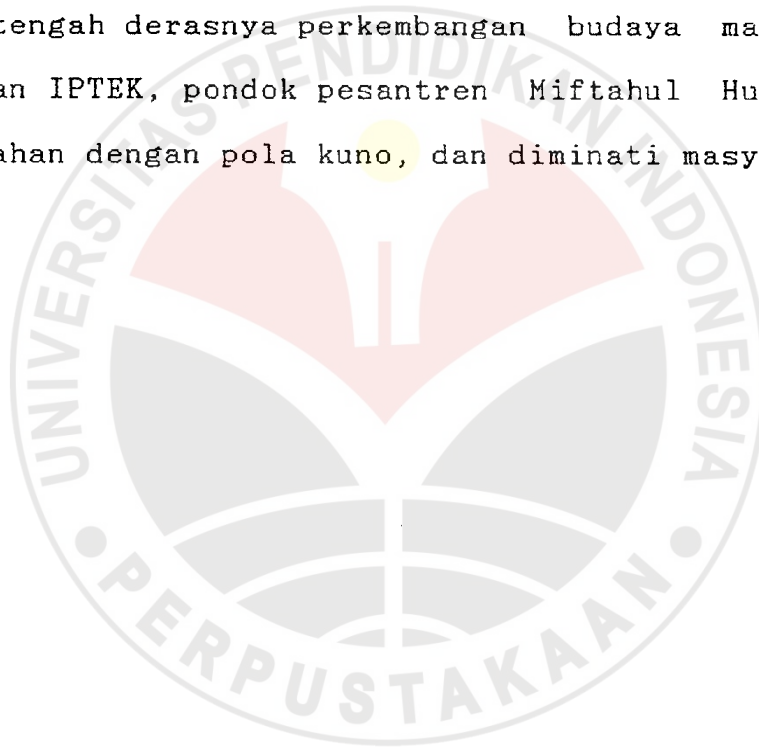 tengah derasnya perkembangan budaya ma
an IPTEK, pondok pesantren Miftahul Hu
ahan dengan pola kuno, dan diminati masy
UNIVERSITAS PENDIDIKAN INDONESIA
PERPUSTAKAAN